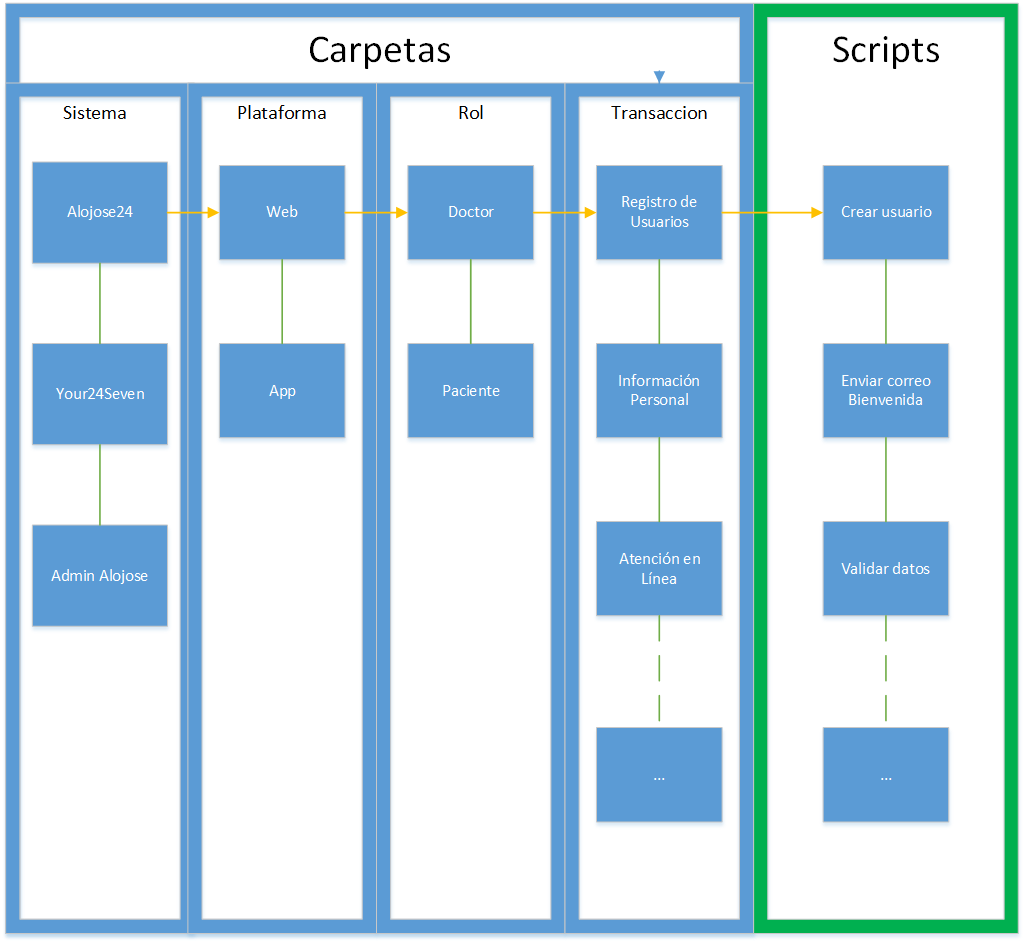 Carpetas
Scripts
Sistema
Plataforma
Rol
Transaccion
Alojose24
Web
Doctor
Registro de
Usuarios
Crear usuario
Your24Seven
App
Paciente
Información
Personal
Enviar correo
Bienvenida
Admin Alojose
Atención en
Línea
Validar datos
...
...